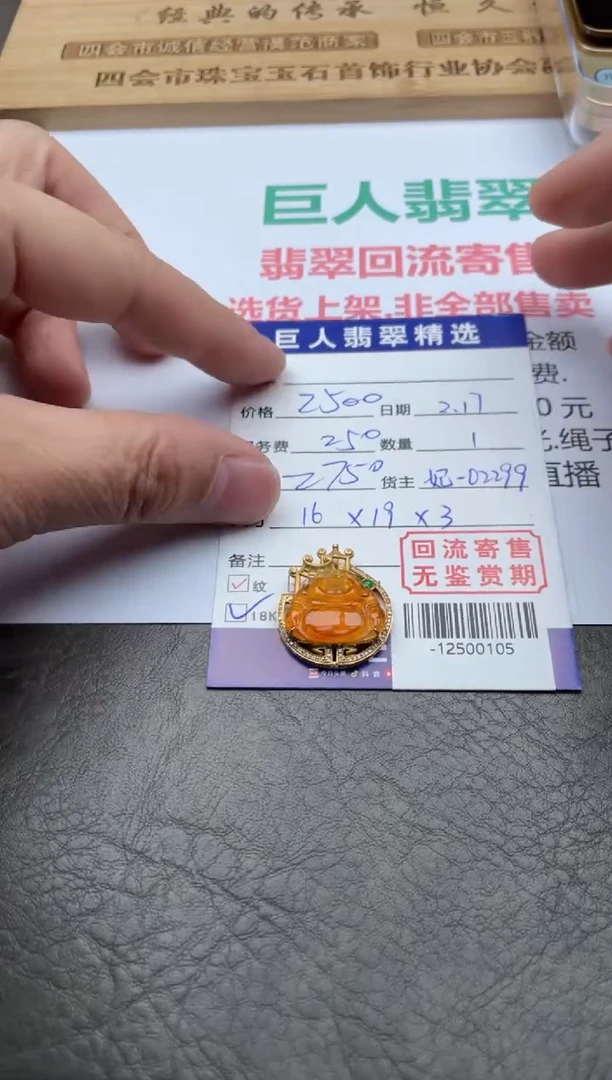 经典的传承 恒久
四会市诚信经营模范商家
四会市玉
四会市珠宝玉石首饰行业协会
巨人翡翠
翡翠回流寄售
选货上架,非全部售卖
巨人翡翠精选
金额
费.
价格 2500 日期 2.17
0 元
务费 250 数量 1
绳子
2750 货主 妃-02299
直播
16 ×19 ×3
备注
回流寄售
无鉴赏期
纹
18K
-12500105
抖音